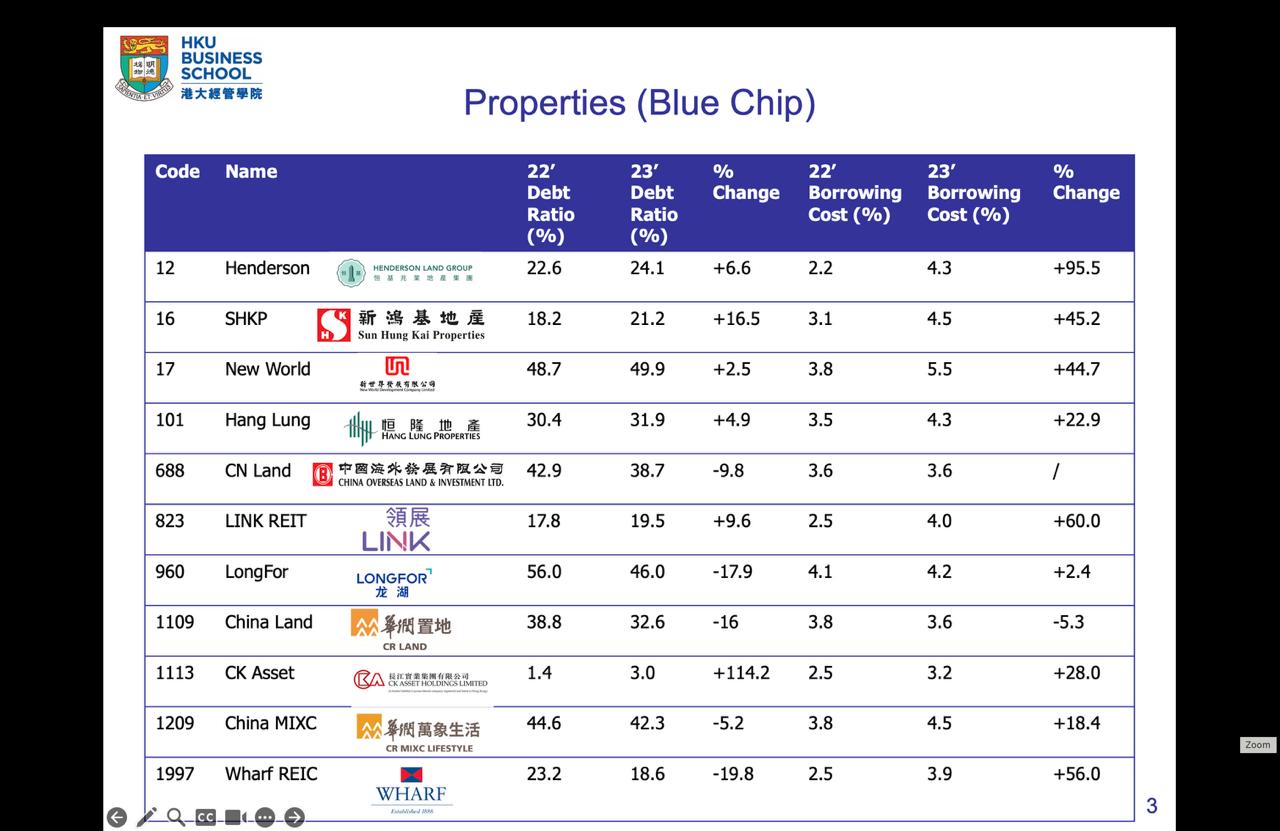 HKU
BUSINESS
SCHOOL
港大經管學院
Properties (Blue Chip)
Code Name 22’ Debt Ratio (%) 23’ Debt Ratio (%) % Change 22’ Borrowing Cost (%) 23’ Borrowing Cost (%) % Change
12 Henderson HENDERSON LAND GROUP 恒基兆業地產集團 22.6 24.1 +6.6 2.2 4.3 +95.5
16 SHKP SHK 新鴻基地產 Sun Hung Kai Properties 18.2 21.2 +16.5 3.1 4.5 +45.2
17 New World 新世界發展有限公司 New World Development Company Limited 48.7 49.9 +2.5 3.8 5.5 +44.7
101 Hang Lung 恒隆地產 HANG LUNG PROPERTIES 30.4 31.9 +4.9 3.5 4.3 +22.9
688 CN Land 中國海外發展有限公司 CHINA OVERSEAS LAND & INVESTMENT LTD. 42.9 38.7 -9.8 3.6 3.6 /
823 LINK REIT 領展 LINK 17.8 19.5 +9.6 2.5 4.0 +60.0
960 LongFor LONGFOR 龙湖 56.0 46.0 -17.9 4.1 4.2 +2.4
1109 China Land 華潤置地 CR LAND 38.8 32.6 -16 3.8 3.6 -5.3
1113 CK Asset 長江實業集團有限公司 CK ASSET HOLDINGS LIMITED 1.4 3.0 +114.2 2.5 3.2 +28.0
1209 China MIXC 華潤萬象生活 CR MIXC LIFESTYLE 44.6 42.3 -5.2 3.8 4.5 +18.4
1997 Wharf REIC WHARF Established 1886 23.2 18.6 -19.8 2.5 3.9 +56.0
CC
3
Zoom